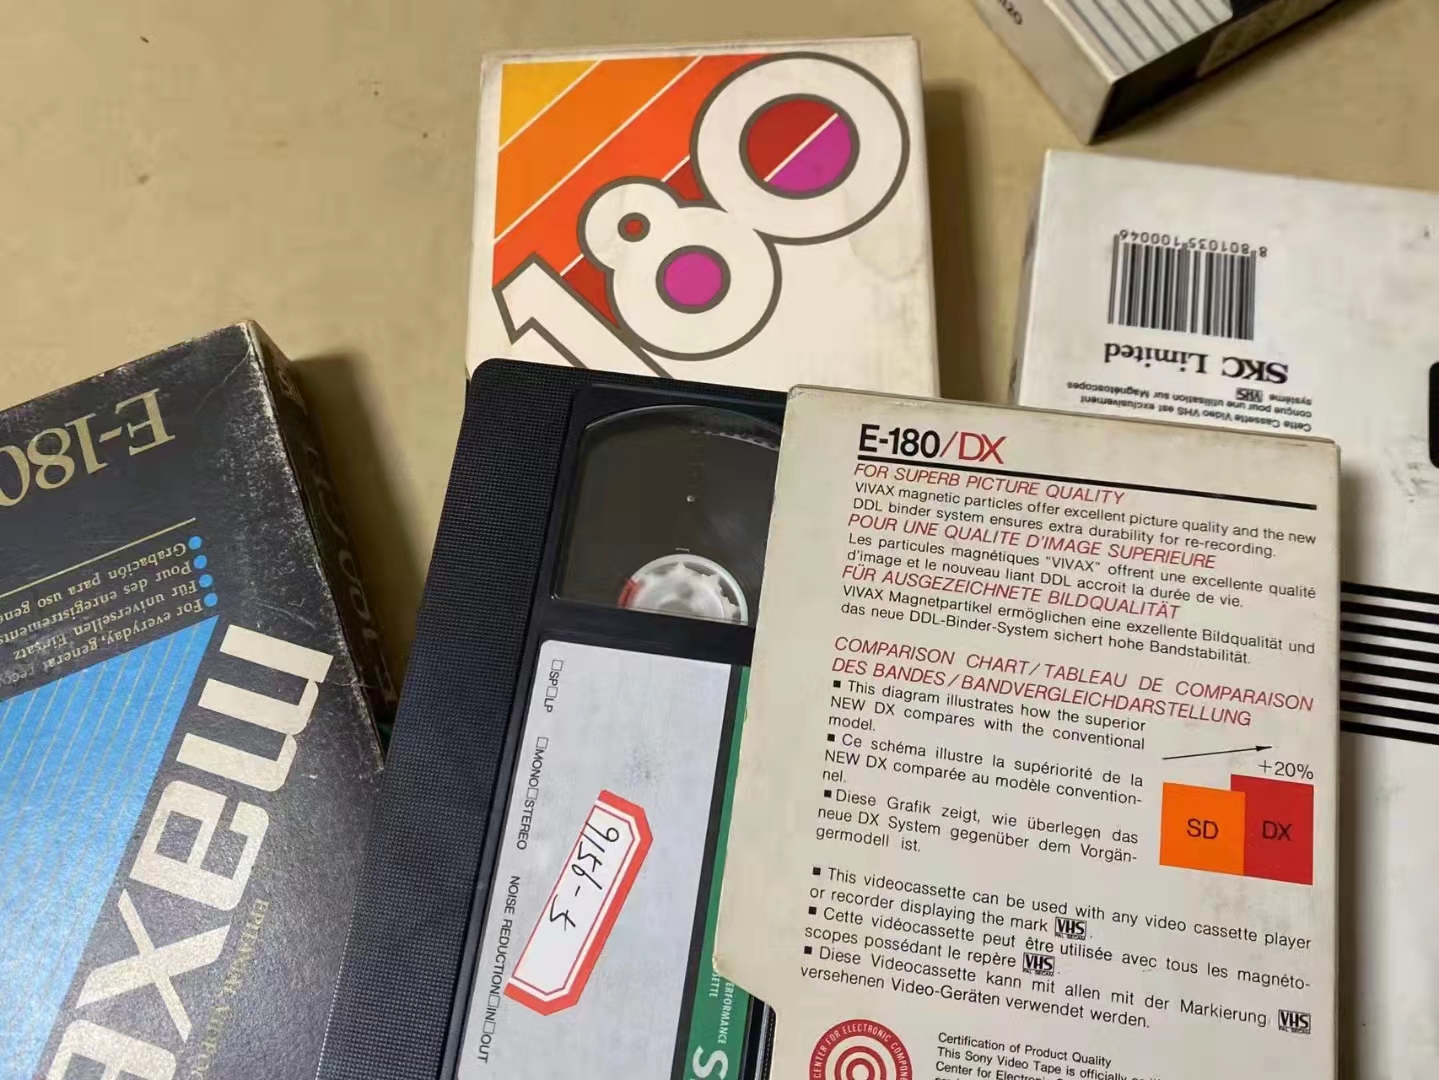 180
8 801035 100046
SKC Limited
Cette Cassette Video VHS est exclusivement
conçue pour une utilisation sur Magnétoscopes
système VHS
E-180
For everyday, general
Für universellen Einsatz
Pour des enregistrements
Grabación para uso
maxe
E-180/DX
FOR SUPERB PICTURE QUALITY
VIVAX magnetic particles offer excellent picture quality and the new
DDL binder system ensures extra durability for re-recording.
POUR UNE QUALITE D'IMAGE SUPERIEURE
Les particules magnétiques "VIVAX" offrent une excellente qualité
d'image et le nouveau liant DDL accroit la durée de vie.
FÜR AUSGEZEICHNETE BILDQUALITÄT
VIVAX Magnetpartikel ermöglichen eine exzellente Bildqualität und
das neue DDL-Binder-System sichert hohe Bandstabilität.
COMPARISON CHART/TABLEAU DE COMPARAISON
DES BANDES/BANDVERGLEICHDARSTELLUNG
■ This diagram illustrates how the superior
NEW DX compares with the conventional
model.
■ Ce schéma illustre la supériorité de la
NEW DX comparée au modèle convention-
nel.
■ Diese Grafik zeigt, wie überlegen das
neue DX System gegenüber dem Vorgän-
germodell ist.
+20%
SD DX
■ This videocassette can be used with any video cassette player
or recorder displaying the mark VHS.
■ Cette vidéocassette peut être utilisée avec tous les magnéto-
scopes possédant le repère VHS.
■ Diese Videocassette kann mit allen mit der Markierung VHS
versehenen Video-Geräten verwendet werden.
CENTER FOR ELECTRONIC
Certification of Product Quality
This Sony Video Tape is officially
Center for
□SP□LP □MONO□STEREO NOISE REDUCTION□IN□OUT
9156-5